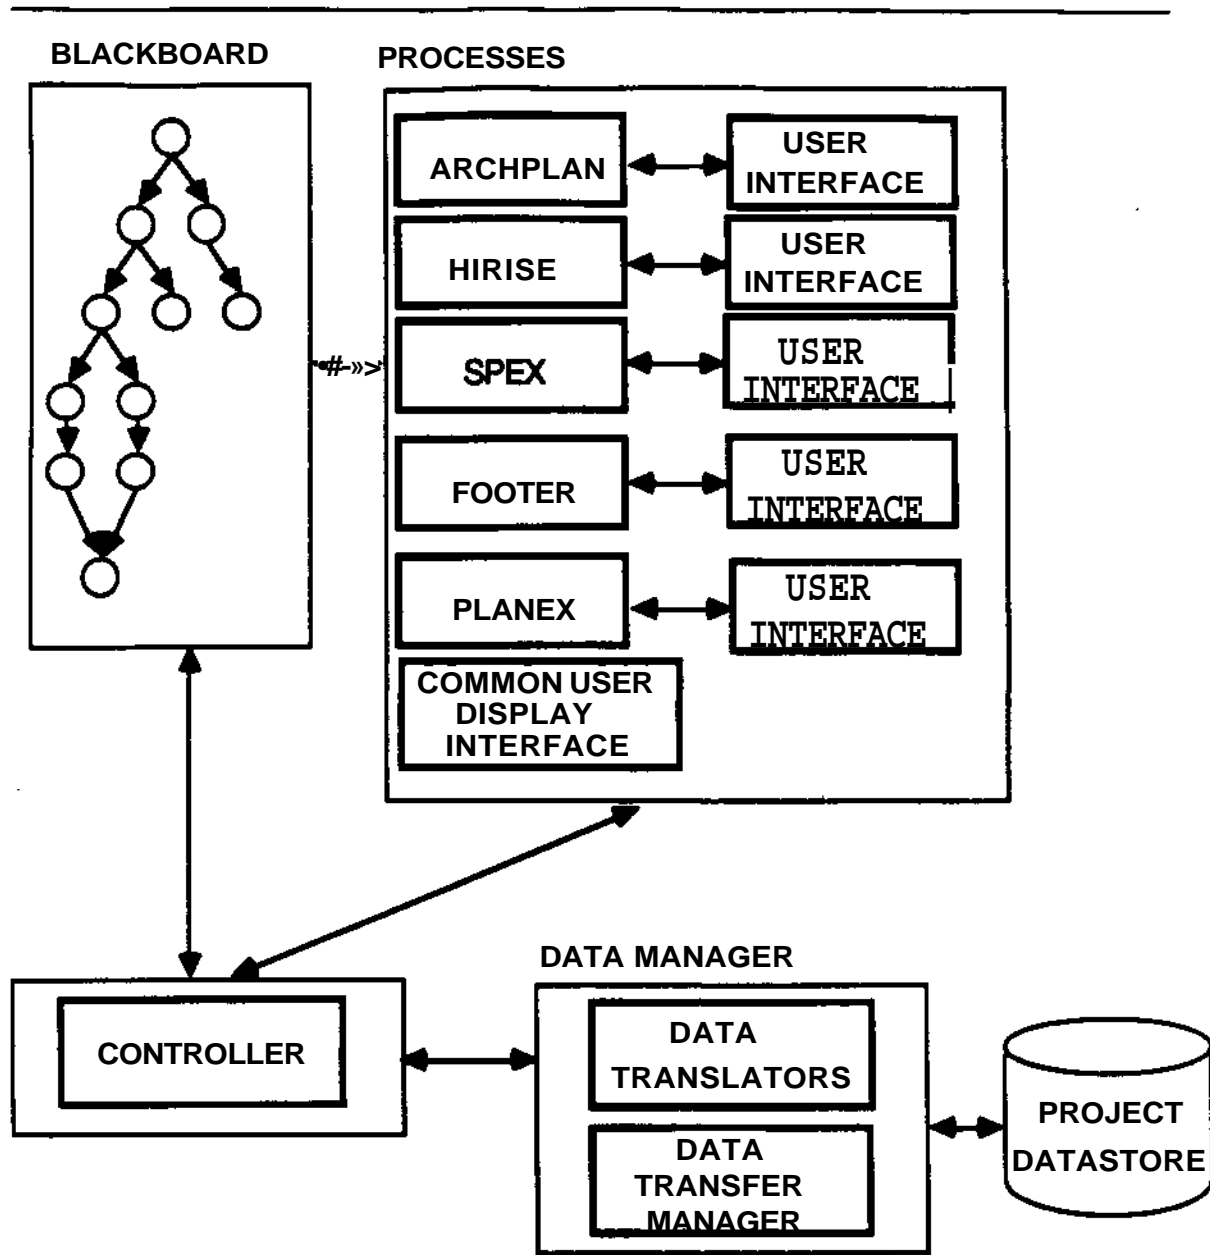 BLACKBOARD
PROCESSES
ARCHPLAN
USER
INTERFACE
HIRISE
USER
INTERFACE
SPEX
USER
INTERFACE
FOOTER
USER
INTERFACE
PLANEX
USER
INTERFACE
COMMON USER
DISPLAY
INTERFACE
•#-»>
CONTROLLER
DATA MANAGER
DATA
TRANSLATORS
DATA
TRANSFER
MANAGER
PROJECT
DATASTORE